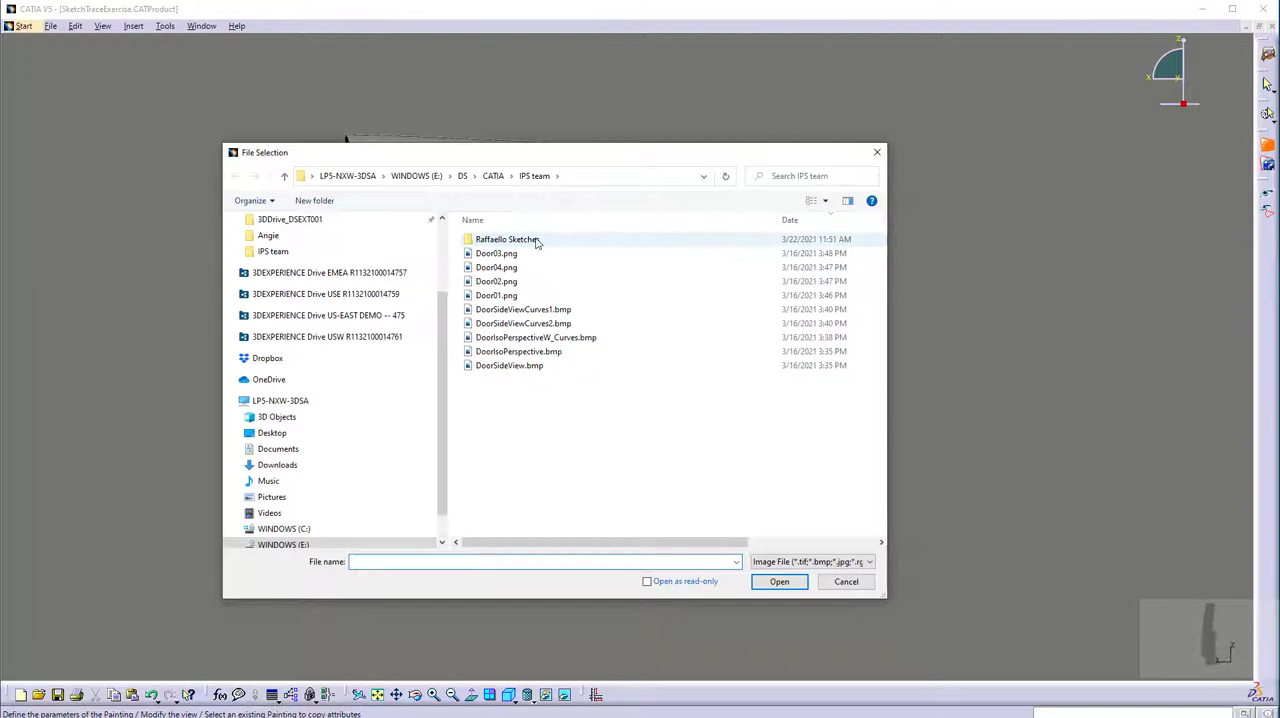 CATIA V5 - [SketchTraceExercise.CATProduct]
Start File Edit View Insert Tools Window Help
z
x y
File Selection
LP5-NXW-3DSA > WINDOWS (E:) > DS > CATIA > IPS team >
Search IPS team
Organize New folder
3DDrive_DSEXT001
Angie
IPS team
3DEXPERIENCE Drive EMEA R1132100014757
3DEXPERIENCE Drive USE R1132100014759
3DEXPERIENCE Drive US-EAST DEMO -- 475
3DEXPERIENCE Drive USW R1132100014761
Dropbox
OneDrive
LP5-NXW-3DSA
3D Objects
Desktop
Documents
Downloads
Music
Pictures
Videos
WINDOWS (C:)
WINDOWS (E:)
Name Date
Raffaello Sketches 3/22/2021 11:51 AM
Door03.png 3/16/2021 3:48 PM
Door04.png 3/16/2021 3:47 PM
Door02.png 3/16/2021 3:47 PM
Door01.png 3/16/2021 3:46 PM
DoorSideViewCurves1.bmp 3/16/2021 3:40 PM
DoorSideViewCurves2.bmp 3/16/2021 3:40 PM
DoorIsoPerspectiveW_Curves.bmp 3/16/2021 3:38 PM
DoorIsoPerspective.bmp 3/16/2021 3:35 PM
DoorSideView.bmp 3/16/2021 3:35 PM
File name:
Image File (*.tif;*.bmp;*.jpg;*.rg
Open as read-only
Open Cancel
z
x
f(x)
CATIA
Define the parameters of the Painting / Modify the view / Select an existing Painting to copy attributes